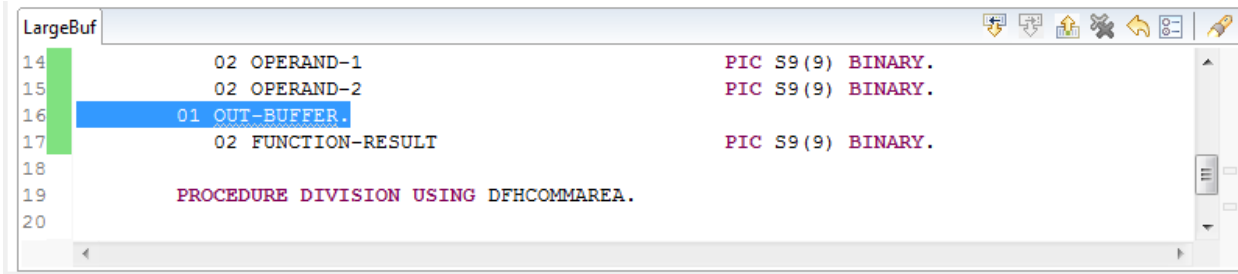 LargeBuf
14 02 OPERAND-1 PIC S9(9) BINARY.
15 02 OPERAND-2 PIC S9(9) BINARY.
16 01 OUT-BUFFER.
17 02 FUNCTION-RESULT PIC S9(9) BINARY.
18
19 PROCEDURE DIVISION USING DFHCOMMAREA.
20